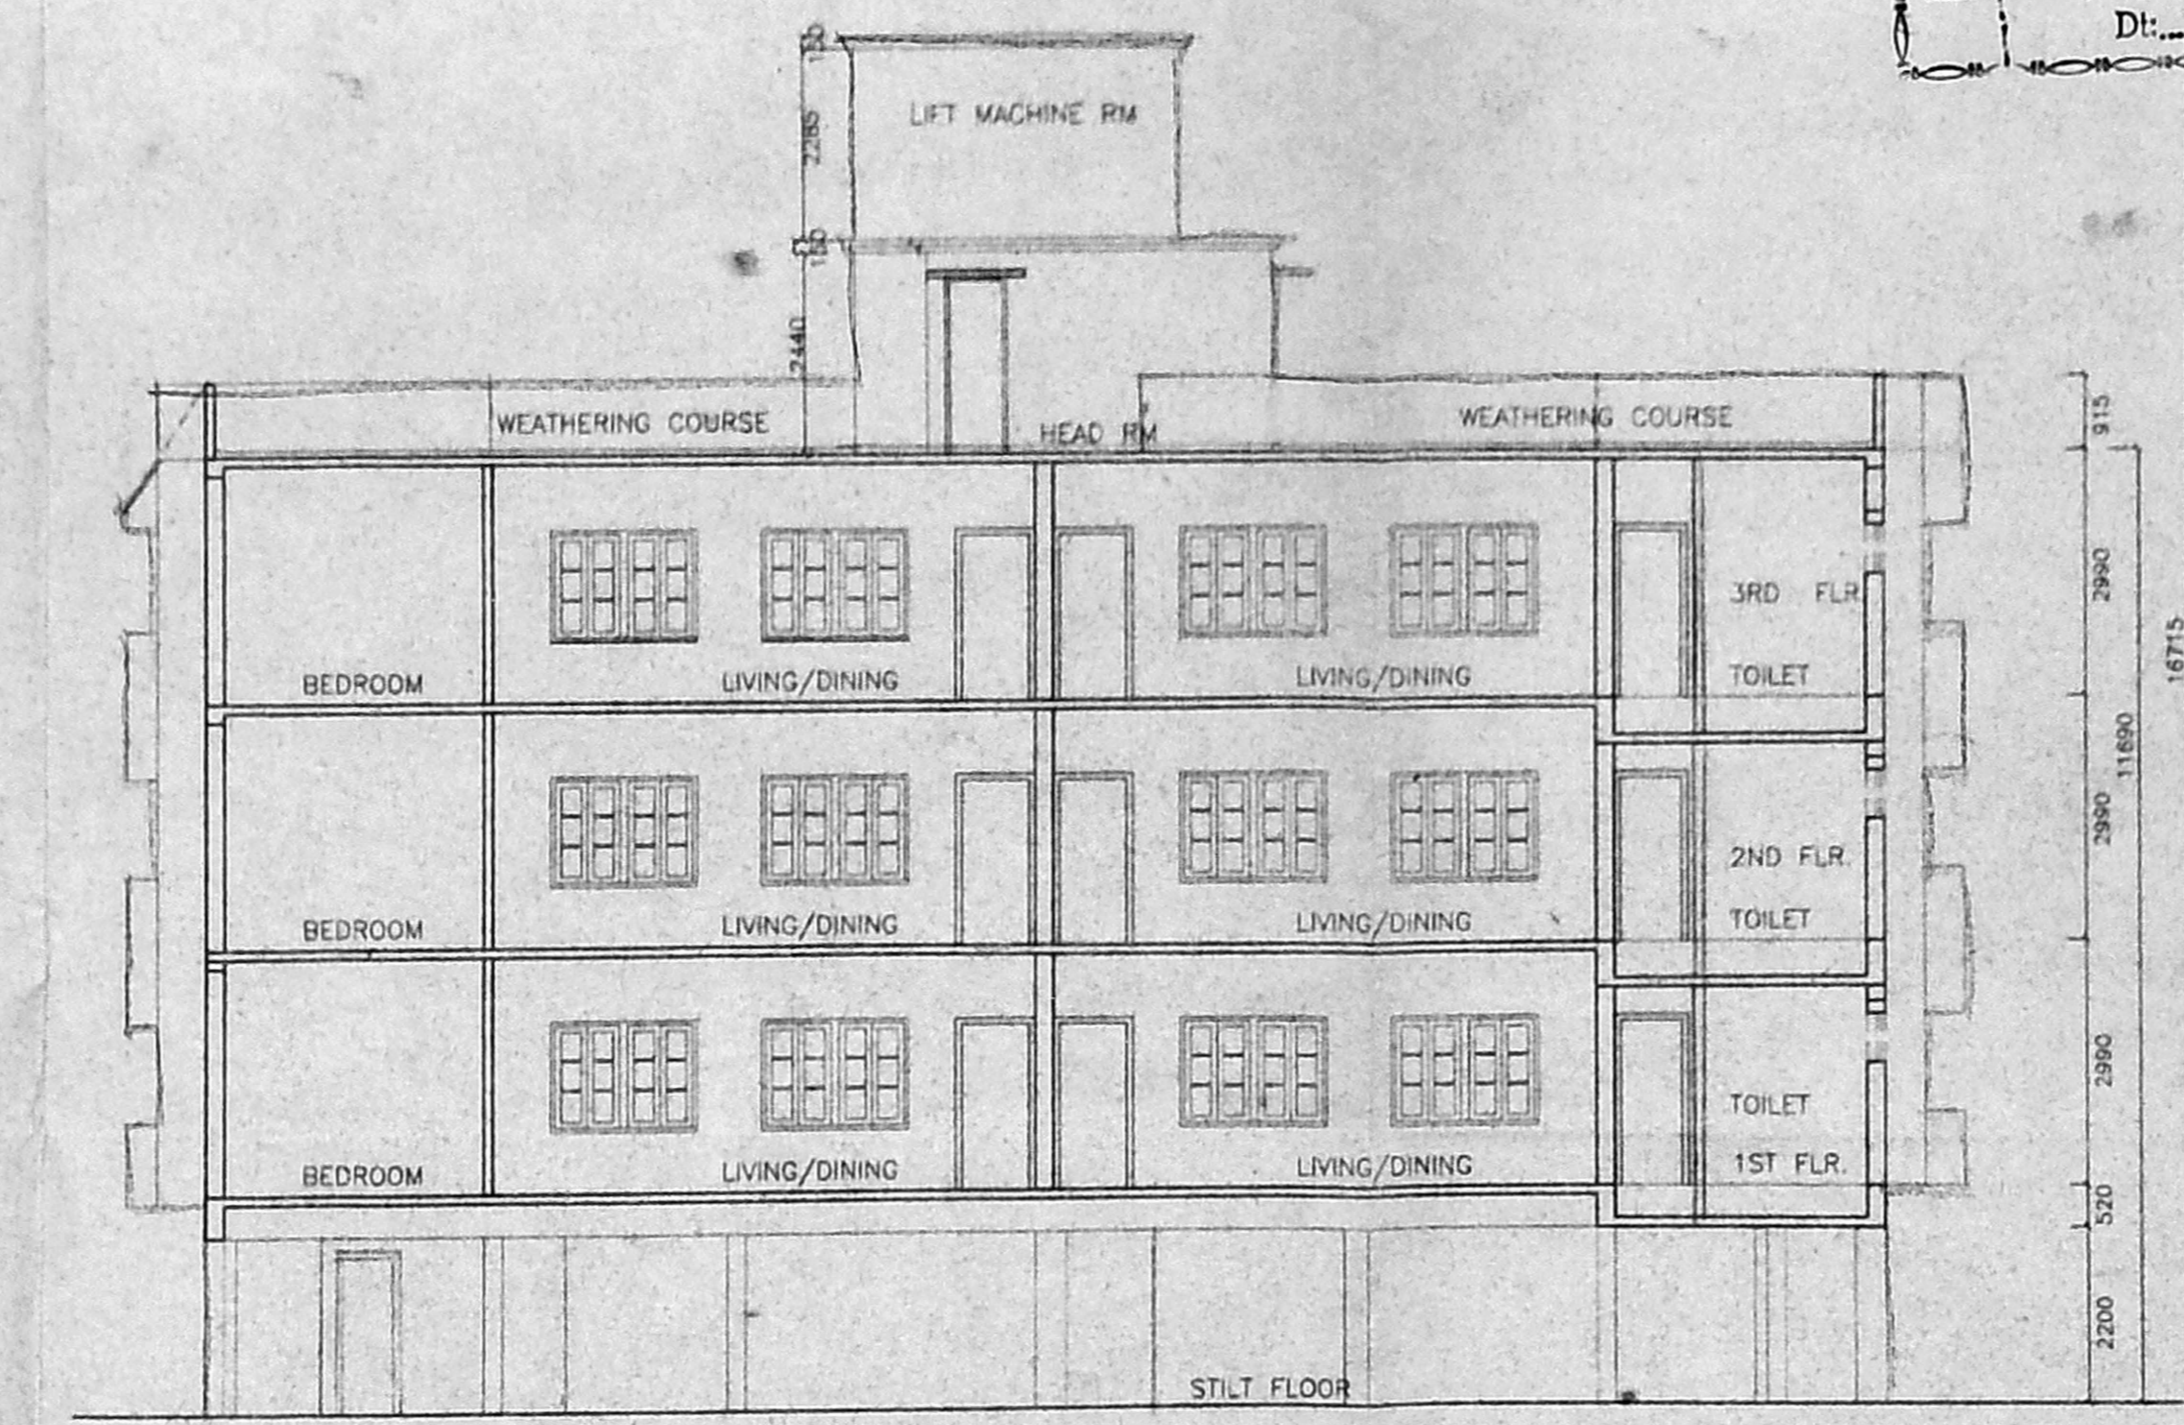 Dt:...
150
LIFT MACHINE RM
2285
150
2440
WEATHERING COURSE
HEAD RM
WEATHERING COURSE
915
BEDROOM
LIVING/DINING
LIVING/DINING
3RD FLR
TOILET
2990
16715
BEDROOM
LIVING/DINING
LIVING/DINING
2ND FLR.
TOILET
2990
11690
BEDROOM
LIVING/DINING
LIVING/DINING
TOILET
1ST FLR.
2990
520
2200
STILT FLOOR